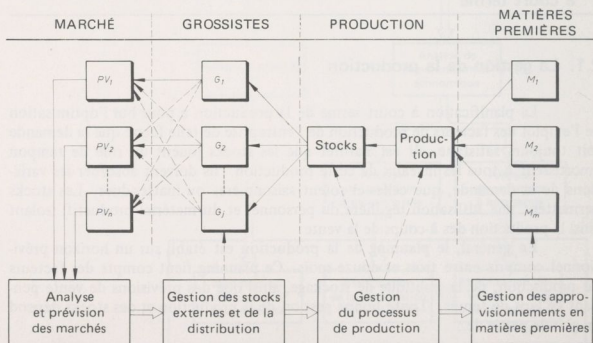 MARCHÉ GROSSISTES PRODUCTION MATIÈRES PREMIÈRES
PV1 G1 M1
PV2 G2 Stocks Produc-
tion M2
PVn Gj Mm
Analyse
et prévision
des marchés
Gestion des stocks
externes et de la
distribution
Gestion
du processus
de production
Gestion des appro-
visionnements en
matières premières